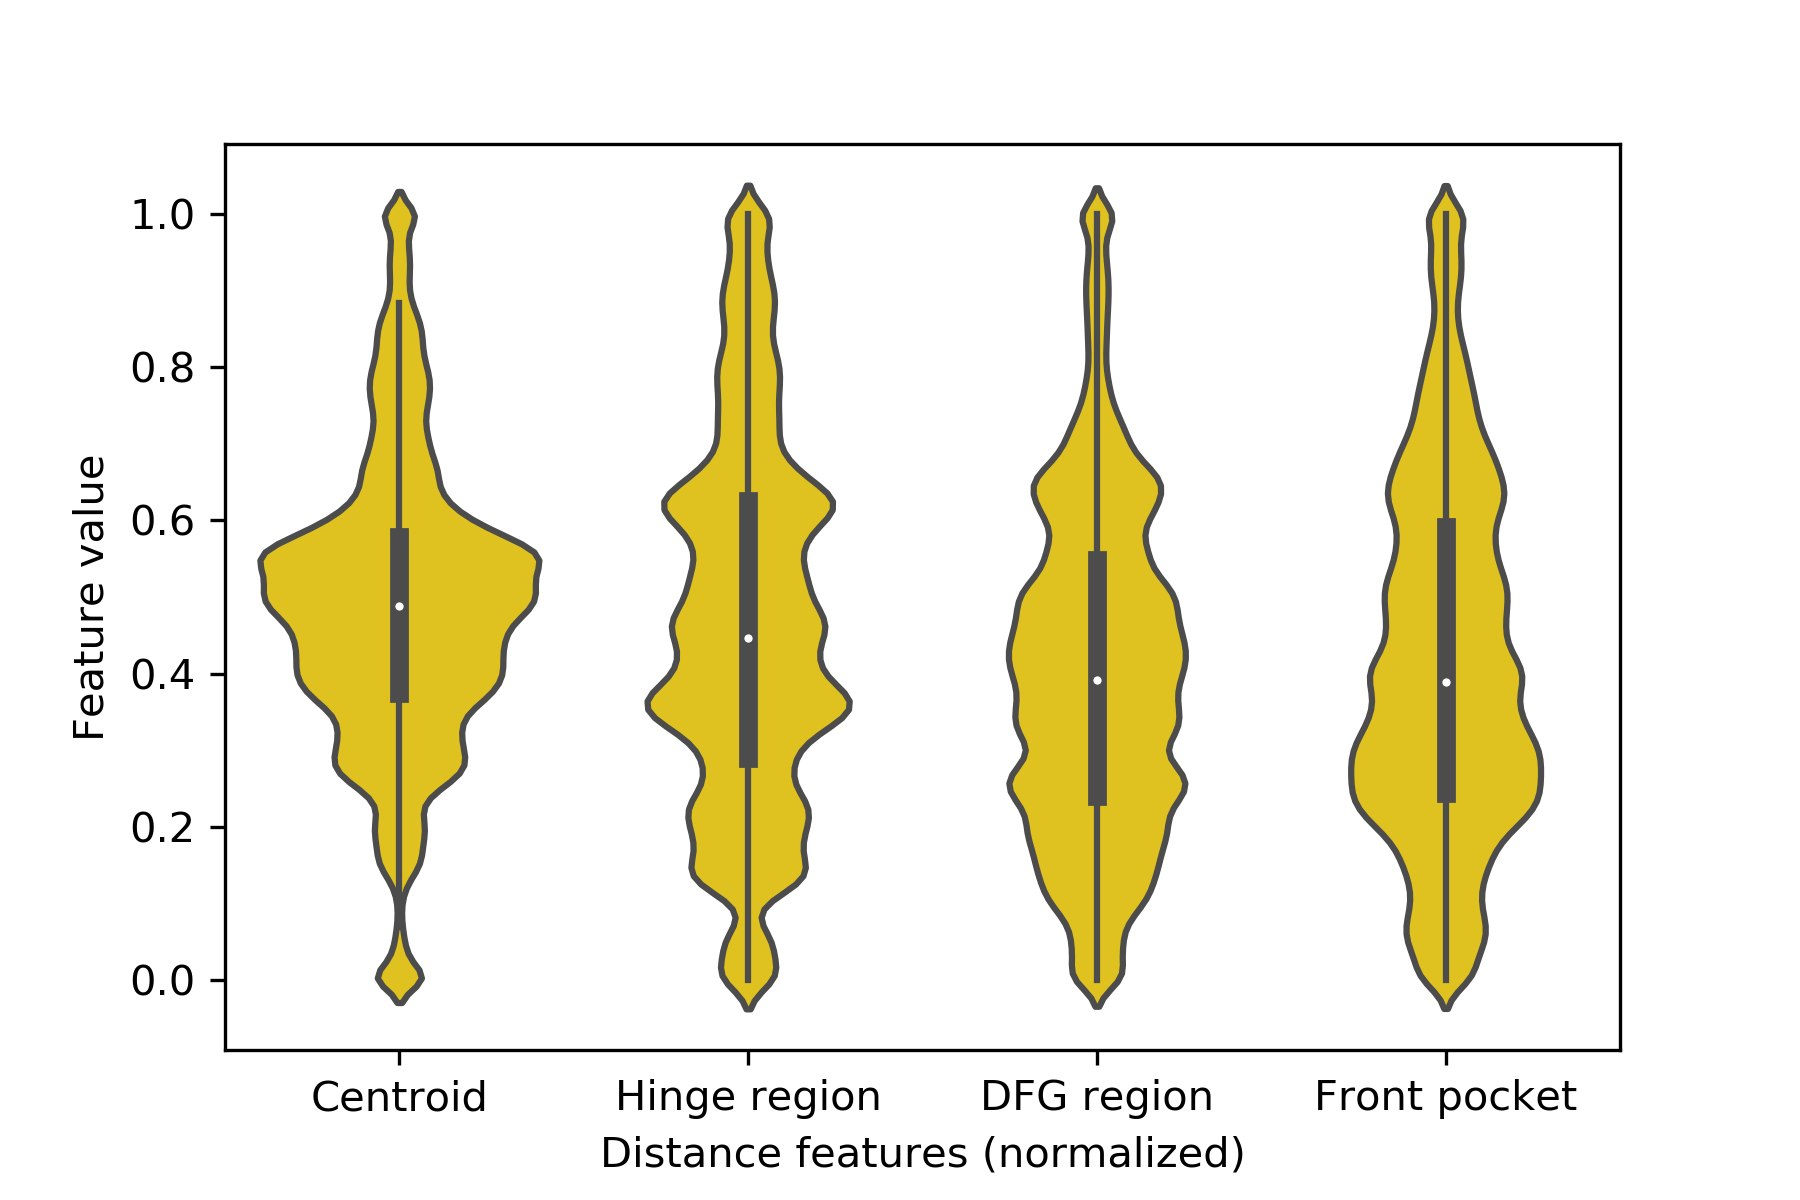 Feature value
1.0
0.8
0.6
0.4
0.2
0.0
Centroid
Hinge region
DFG region
Front pocket
Distance features (normalized)